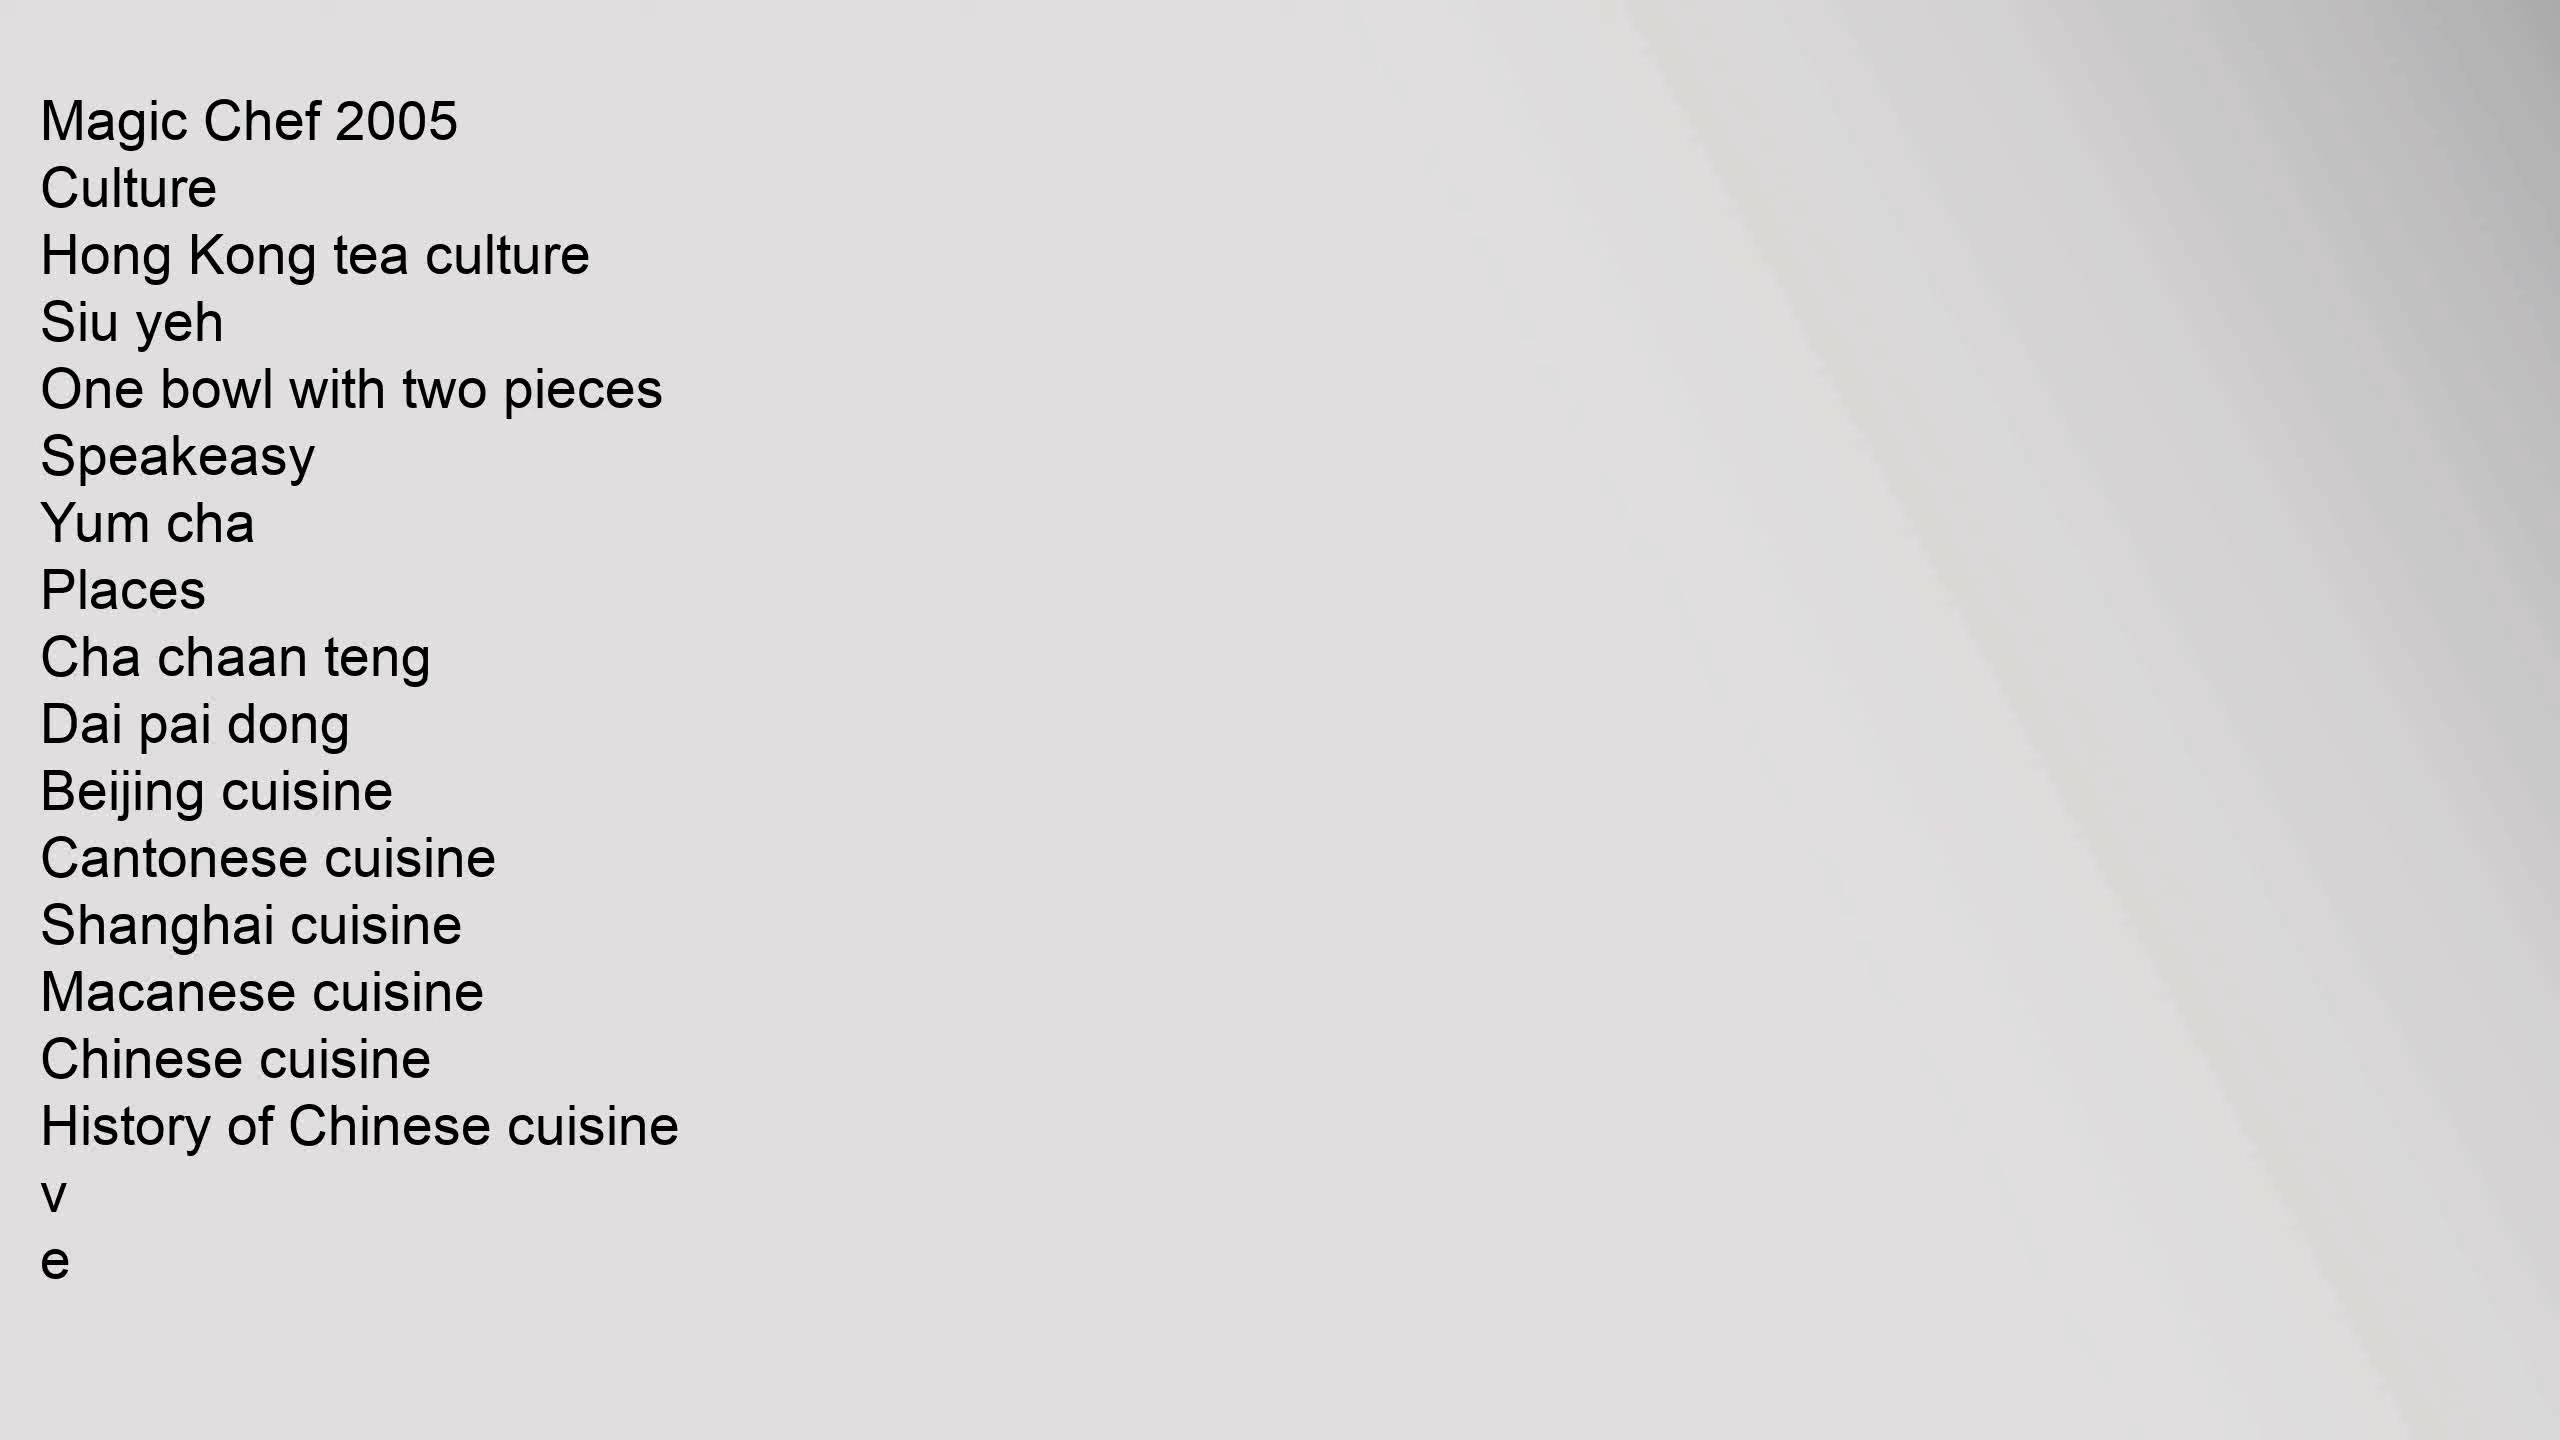 Magic Chef 2005
Culture
Hong Kong tea culture
Siu yeh
One bowl with two pieces
Speakeasy
Yum cha
Places
Cha chaan teng
Dai pai dong
Beijing cuisine
Cantonese cuisine
Shanghai cuisine
Macanese cuisine
Chinese cuisine
History of Chinese cuisine
v
e